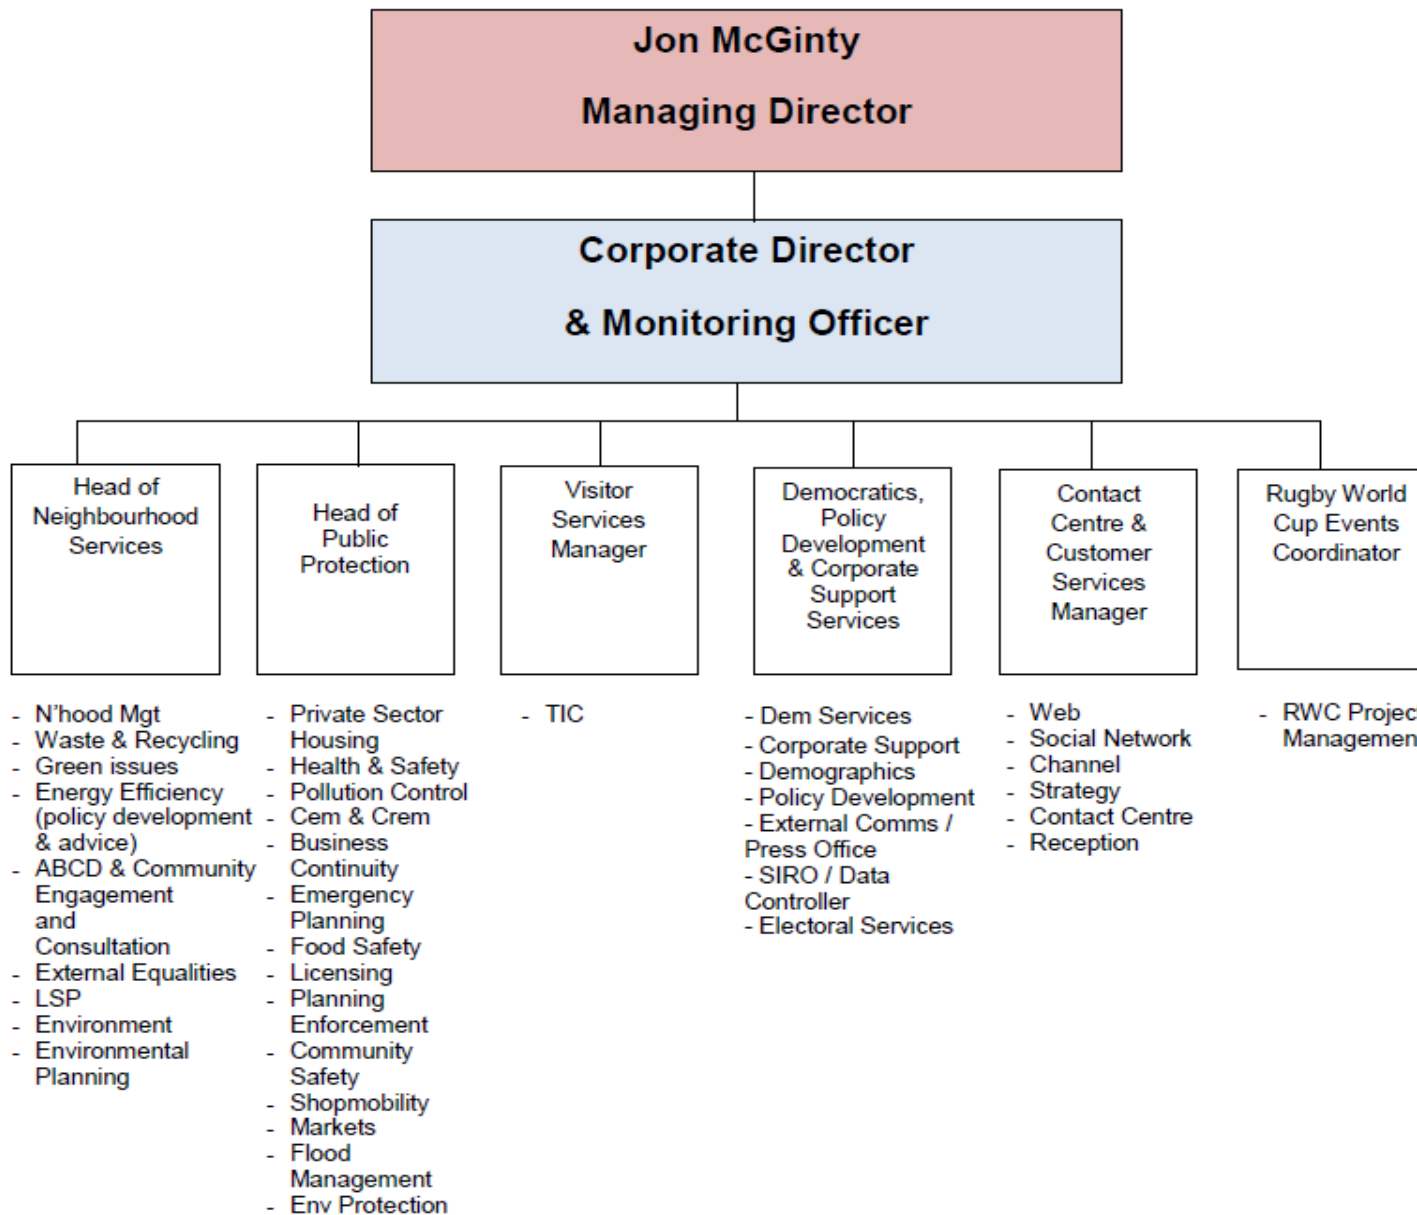 Jon McGinty
Managing Director
Corporate Director
& Monitoring Officer
Head of
Neighbourhood
Services
Head of
Public
Protection
Visitor
Services
Manager
Democratics,
Policy
Development
& Corporate
Support
Services
Contact
Centre &
Customer
Services
Manager
Rugby World
Cup Events
Coordinator
- N'hood Mgt
- Waste & Recycling
- Green issues
- Energy Efficiency
(policy development
& advice)
- ABCD & Community
Engagement
and
Consultation
- External Equalities
- LSP
- Environment
- Environmental
Planning
- Private Sector
Housing
- Health & Safety
- Pollution Control
- Cem & Crem
- Business
Continuity
- Emergency
Planning
- Food Safety
- Licensing
- Planning
Enforcement
- Community
Safety
- Shopmobility
- Markets
- Flood
Management
- Env Protection
- TIC
- Dem Services
- Corporate Support
- Demographics
- Policy Development
- External Comms /
Press Office
- SIRO / Data
Controller
- Electoral Services
- Web
- Social Network
- Channel
- Strategy
- Contact Centre
- Reception
- RWC Project
Management